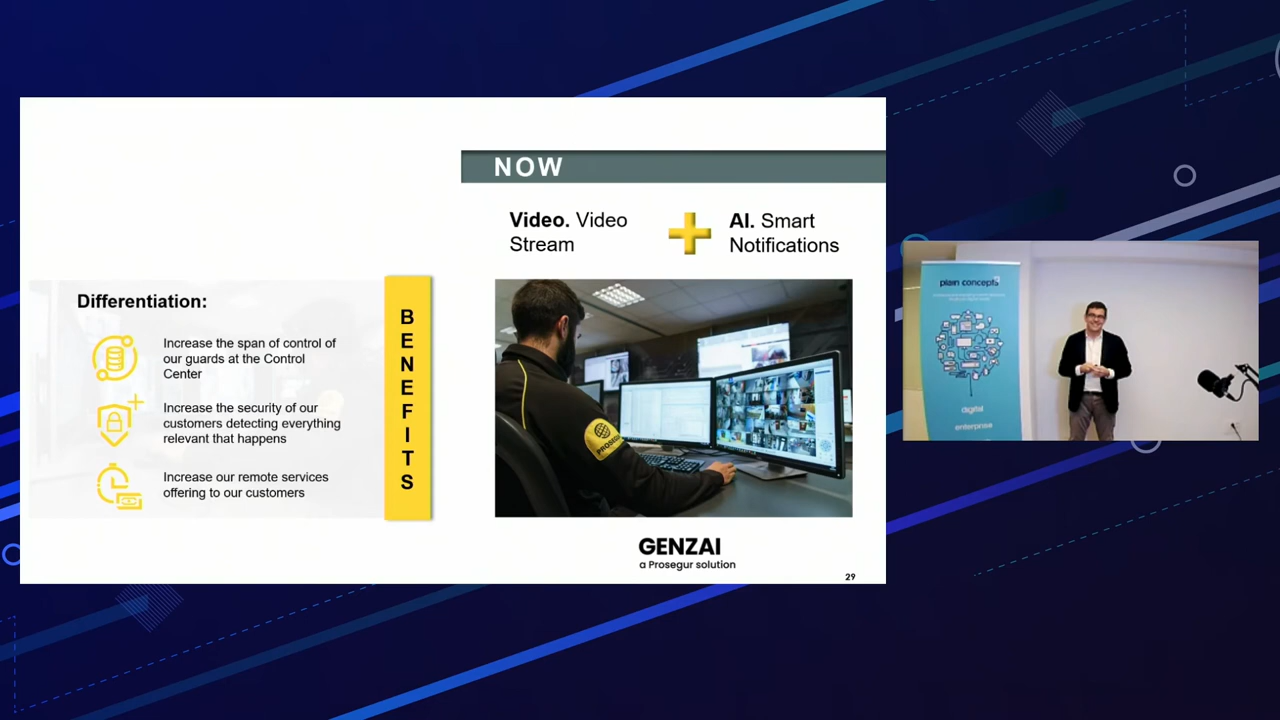 NOW
Video. Video
Stream
AI. Smart
Notifications
Differentiation:
Increase the span of control of
our guards at the Control
Center
Increase the security of our
customers detecting everything
relevant that happens
Increase our remote services
offering to our customers
BENEFITS
PROSEGUR
GENZAI
a Prosegur solution
29
plain concepts
digital
enterprise